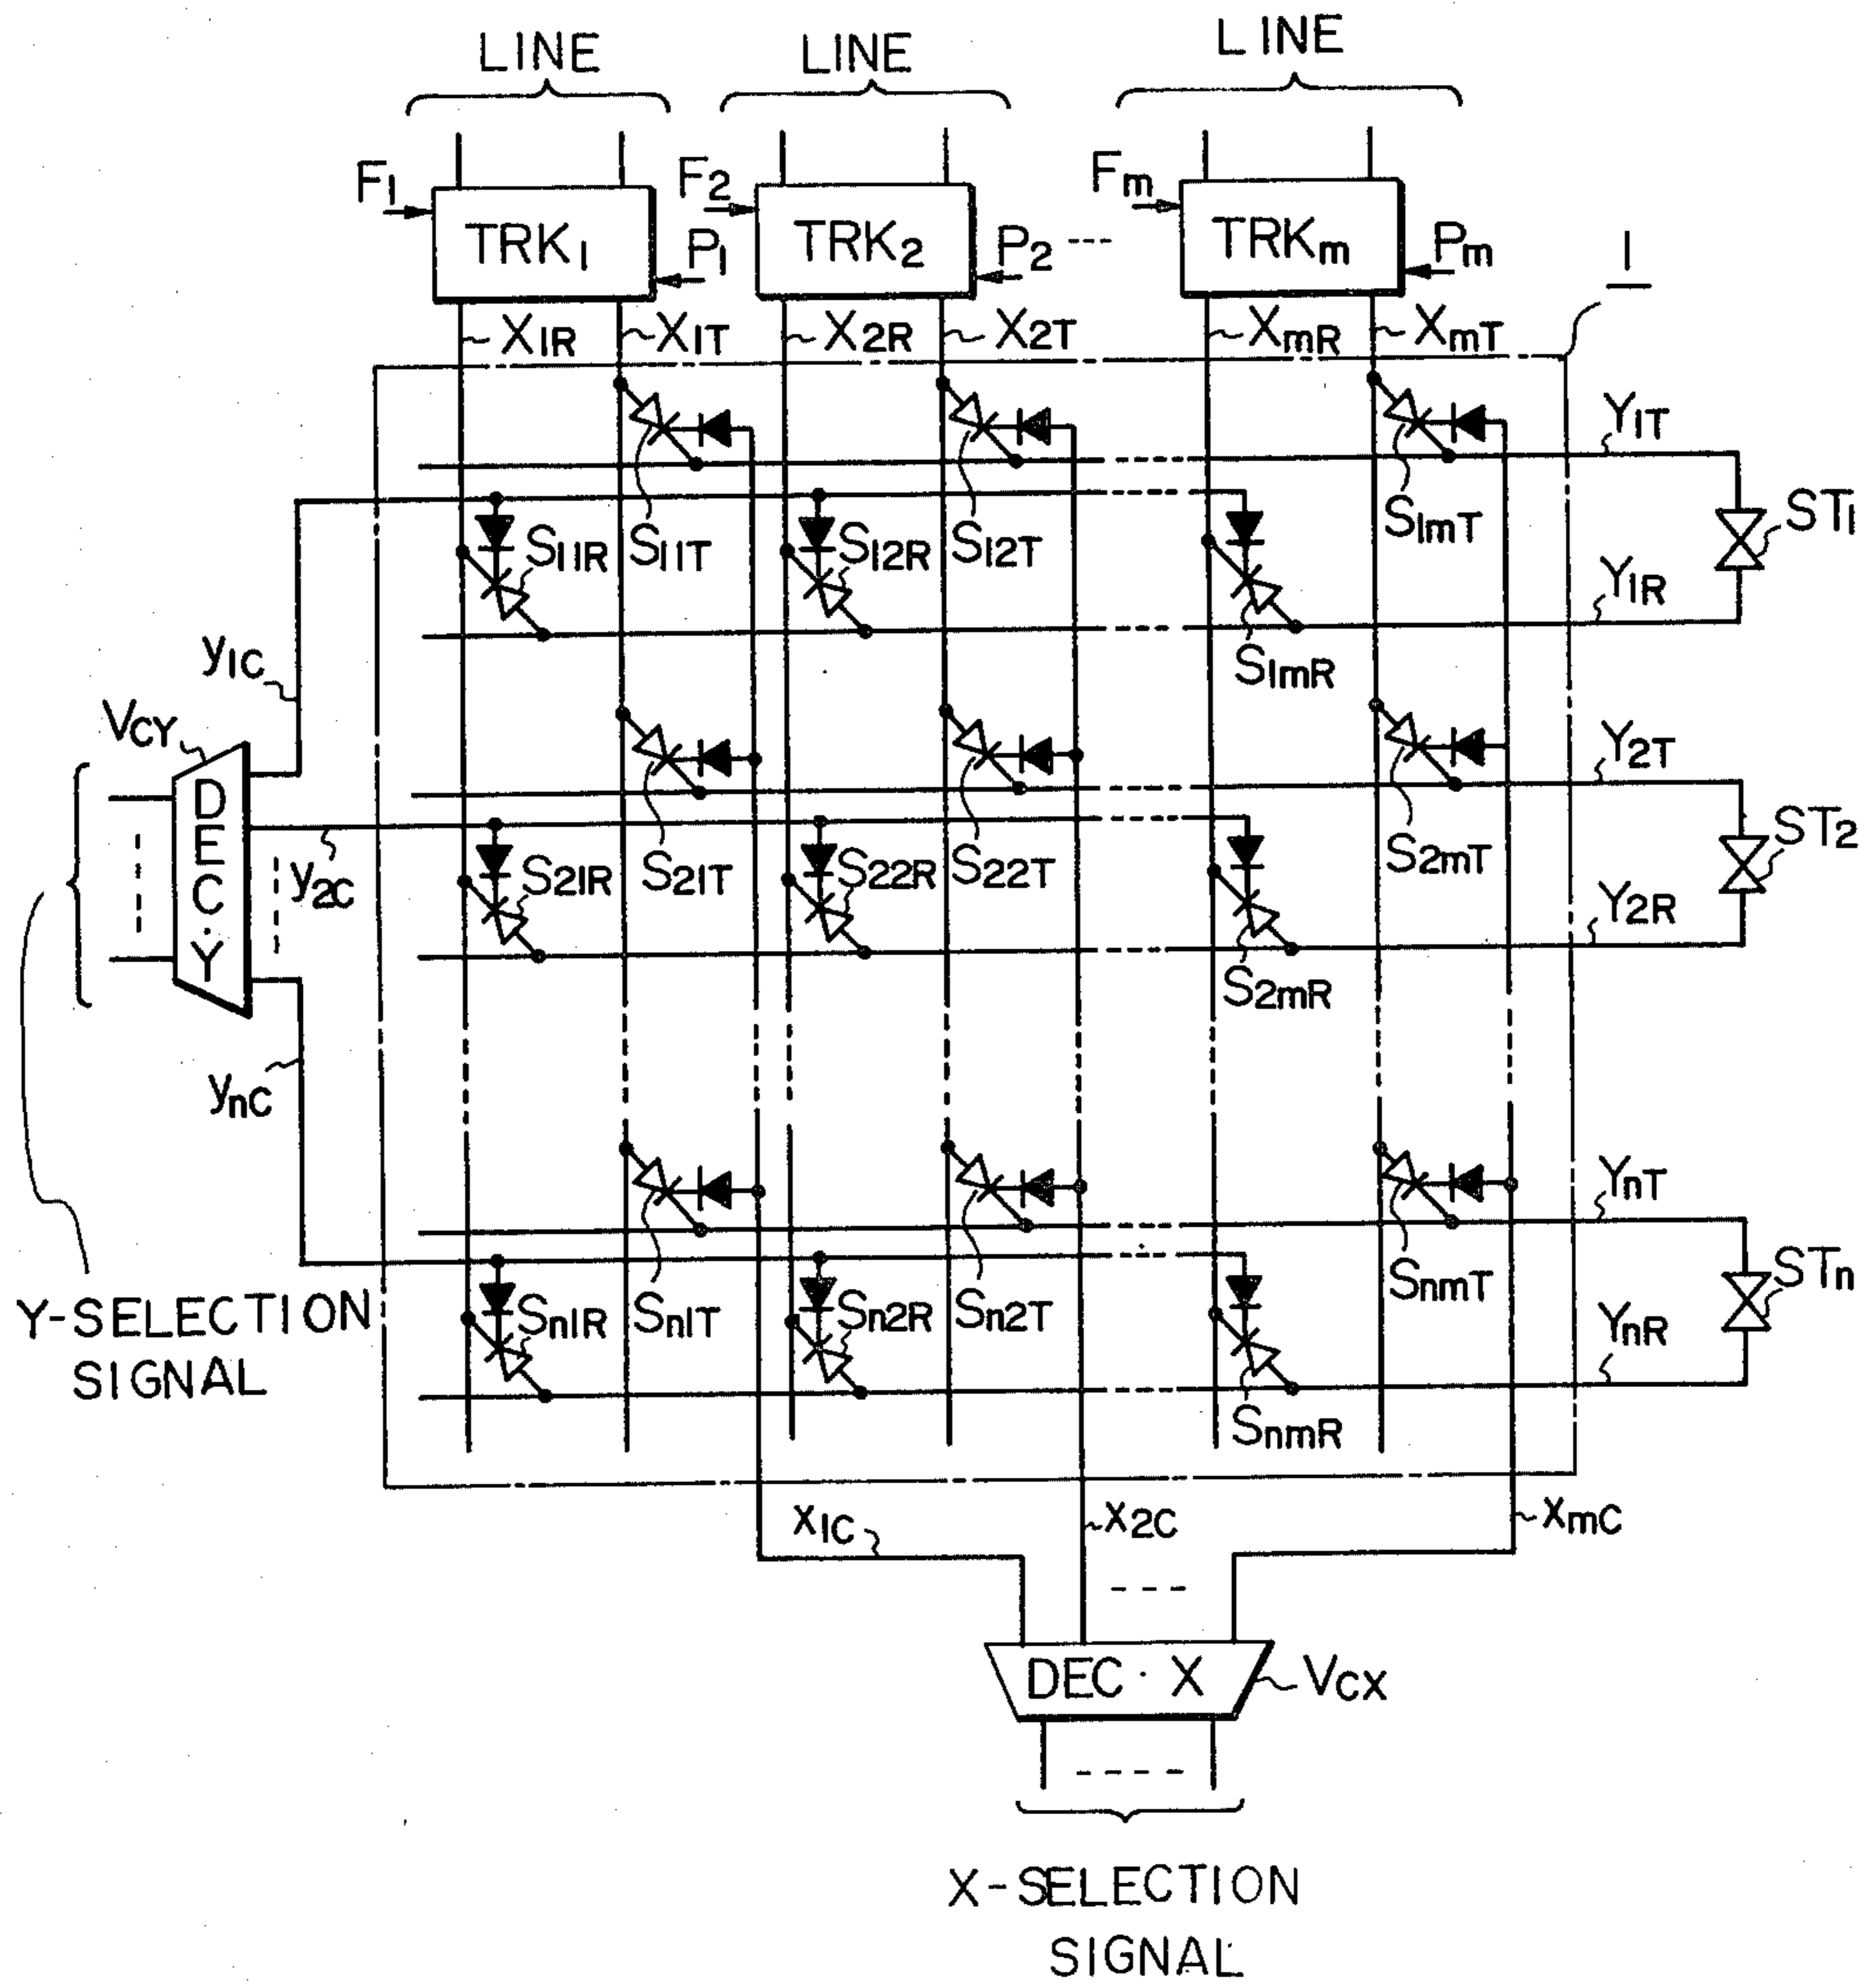 LINE LINE LINE
F1 F2 Fm
TRK1 P1 TRK2 P2 --- TRKm Pm
1
X1R X1T X2R X2T XmR XmT
Y1T
S11R S11T S12R S12T S1mT ST1
Y1R
y1C S1mR
VCY Y2T
DEC·Y
S21R S21T S22R S22T S2mT ST2
y2C Y2R
S2mR
ynC
YnT
Y-SELECTION
SIGNAL
Sn1R Sn1T Sn2R Sn2T SnmT STn
YnR
SnmR
x1C x2C xmC
DEC·X VCX
X-SELECTION
SIGNAL